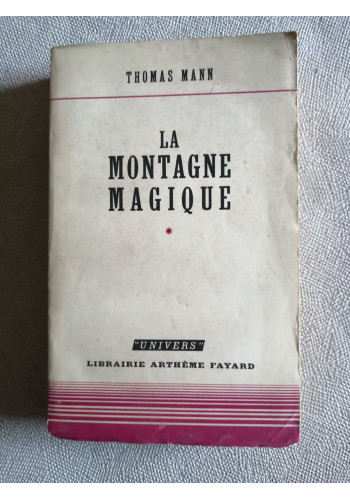 THOMAS MANN
LA
MONTAGNE
MAGIQUE
*
"UNIVERS"
LIBRAIRIE ARTHÈME FAYARD